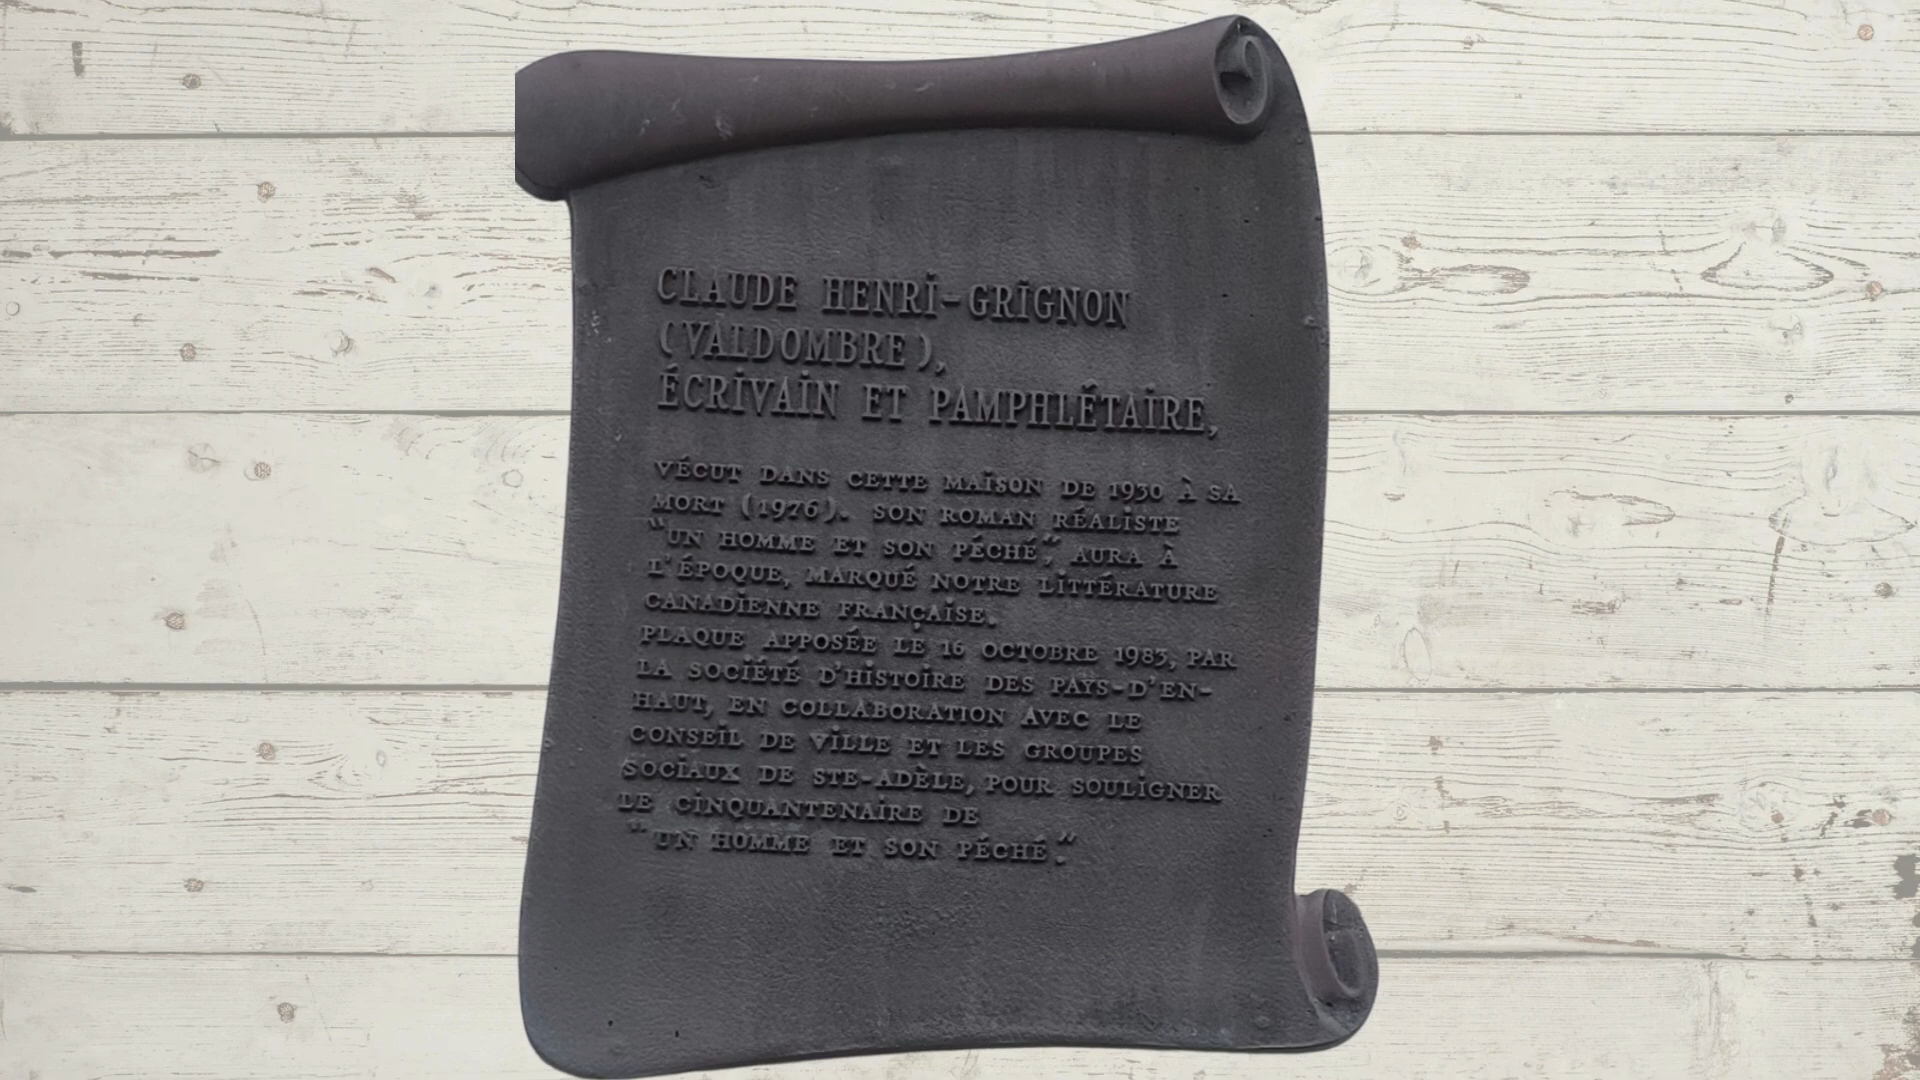 CLAUDE HENRI-GRIGNON
(VALDOMBRE),
ÉCRIVAIN ET PAMPHLÉTAIRE,
VÉCUT DANS CETTE MAISON DE 1930 À SA
MORT (1976). SON ROMAN RÉALISTE
"UN HOMME ET SON PÉCHÉ", AURA À
L'ÉPOQUE, MARQUÉ NOTRE LITTÉRATURE
CANADIENNE FRANÇAISE.
PLAQUE APPOSÉE LE 16 OCTOBRE 1983, PAR
LA SOCIÉTÉ D'HISTOIRE DES PAYS-D'EN-
HAUT, EN COLLABORATION AVEC LE
CONSEIL DE VILLE ET LES GROUPES
SOCIAUX DE STE-ADÈLE, POUR SOULIGNER
LE CINQUANTENAIRE DE
"UN HOMME ET SON PÉCHÉ".